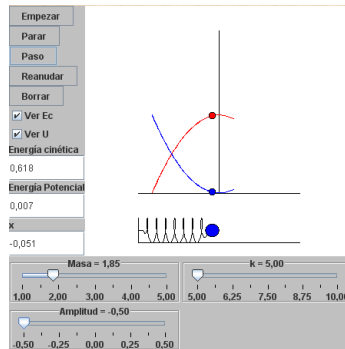 Empezar
Parar
Paso
Reanudar
Borrar
Ver Ec
Ver U
Energía cinética
0,618
Energía Potencial
0,007
x
-0,051
Masa = 1,85
1,00 2,00 3,00 4,00 5,00
k = 5,00
5,00 6,25 7,50 8,75 10,00
Amplitud = -0,50
-0,50 -0,25 0,00 0,25 0,50